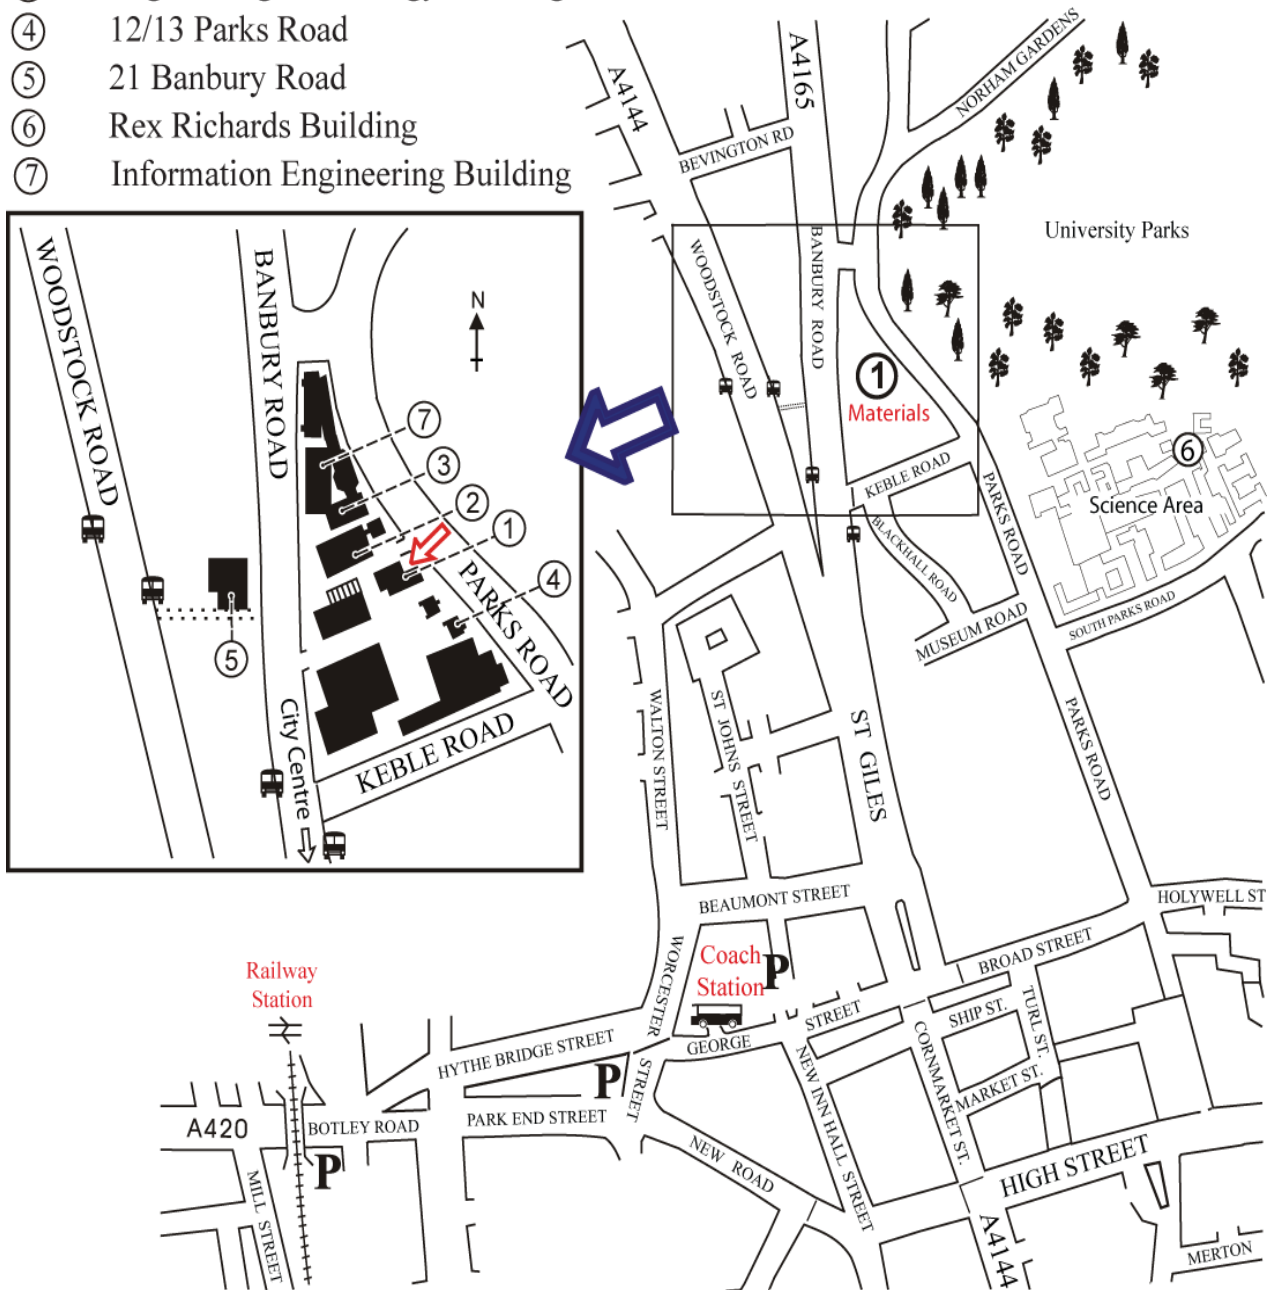 ④ 12/13 Parks Road
⑤ 21 Banbury Road
⑥ Rex Richards Building
⑦ Information Engineering Building
WOODSTOCK ROAD
BANBURY ROAD
N
7
3
2
1
4
5
PARKS ROAD
KEBLE ROAD
City Centre
A4144
A4165
NORHAM GARDENS
BEVINGTON RD
University Parks
WOODSTOCK ROAD
BANBURY ROAD
1
Materials
KEBLE ROAD
6
Science Area
PARKS ROAD
BLACKHALL ROAD
MUSEUM ROAD
SOUTH PARKS ROAD
WALTON STREET
ST JOHNS STREET
ST GILES
PARKS ROAD
BEAUMONT STREET
HOLYWELL ST
BROAD STREET
WORCESTER
STREET
Coach
Station
P
Railway
Station
GEORGE
STREET
SHIP ST.
TURL ST.
CORNMARKET ST.
MARKET ST.
HYTHE BRIDGE STREET
P
PARK END STREET
A420
BOTLEY ROAD
P
MILL STREET
NEW ROAD
NEW INN HALL STREET
HIGH STREET
A4144
MERTON